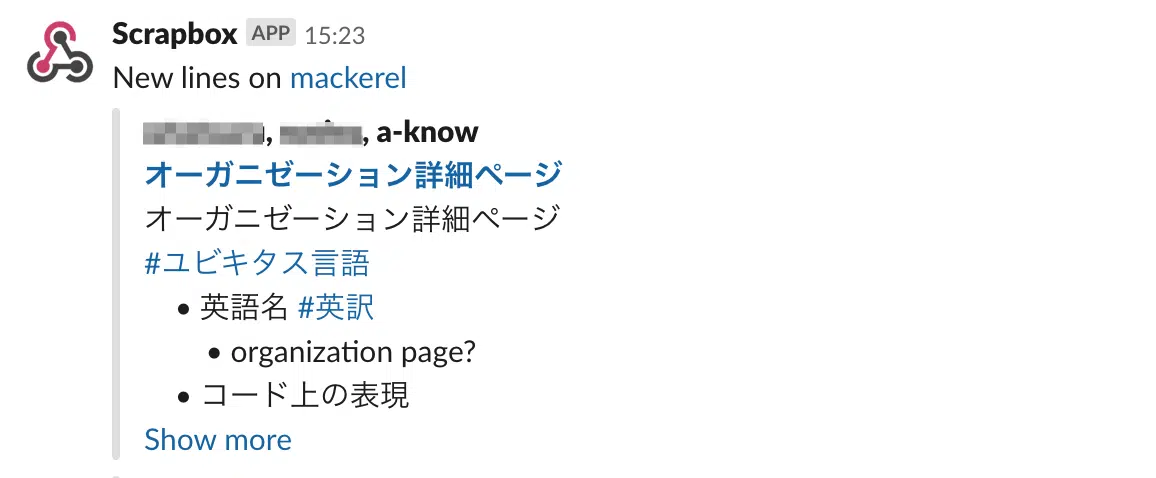 Scrapbox APP 15:23
New lines on mackerel
, , a-know
オーガニゼーション詳細ページ
オーガニゼーション詳細ページ
#ユビキタス言語
• 英語名 #英訳
• organization page?
• コード上の表現
Show more